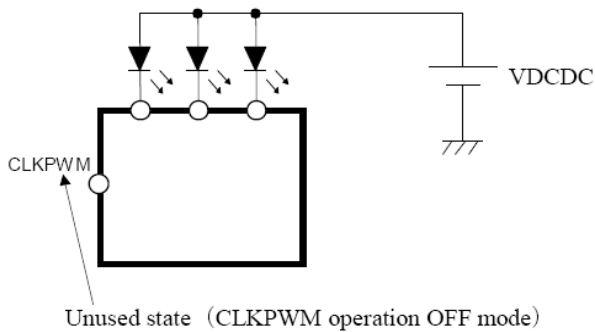 VDCDC
CLKPWM
Unused state（CLKPWM operation OFF mode）